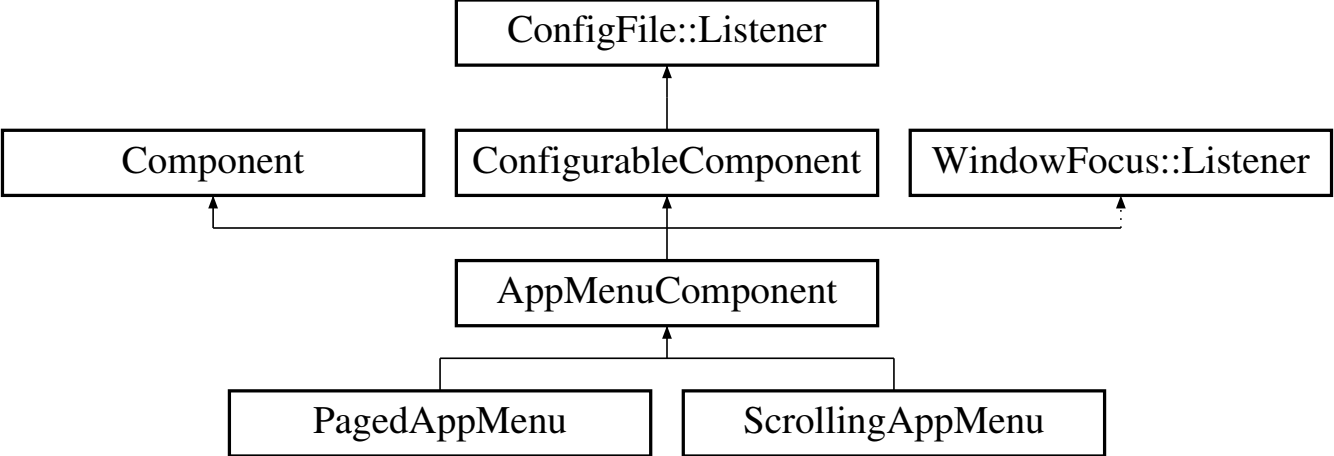 ConfigFile::Listener
Component
ConfigurableComponent
WindowFocus::Listener
AppMenuComponent
PagedAppMenu
ScrollingAppMenu